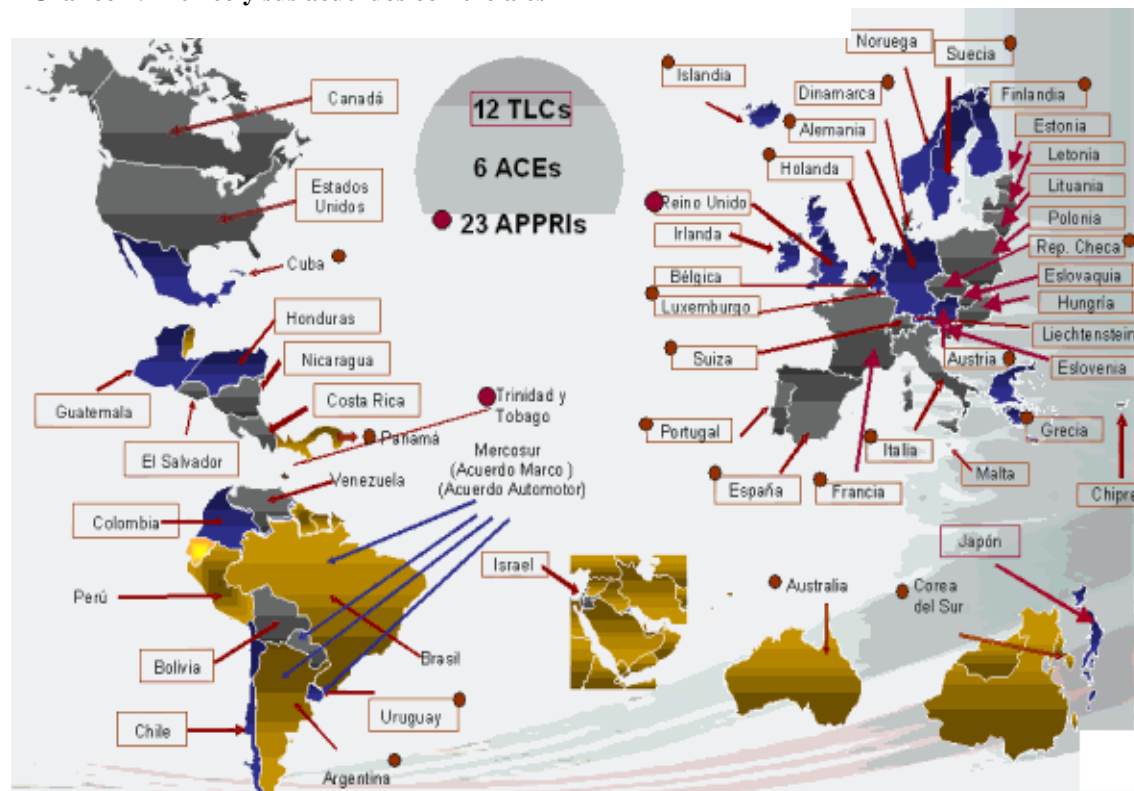 12 TLCs
6 ACEs
23 APPRIs
Canadá
Estados
Unidos
Cuba
Honduras
Nicaragua
Costa Rica
Guatemala
El Salvador
Panamá
Trinidad y
Tobago
Mercosur
(Acuerdo Marco )
(Acuerdo Automotor)
Venezuela
Colombia
Perú
Bolivia
Brasil
Chile
Uruguay
Argentina
Noruega
Suecia
Islandia
Dinamarca
Finlandia
Alemania
Estonia
Holanda
Letonia
Lituania
Reino Unido
Polonia
Irlanda
Rep. Checa
Bélgica
Eslovaquia
Luxemburgo
Hungría
Liechtenstein
Suiza
Austria
Eslovenia
Portugal
Italia
Grecia
España
Francia
Malta
Chipre
Israel
Australia
Corea
del Sur
Japón